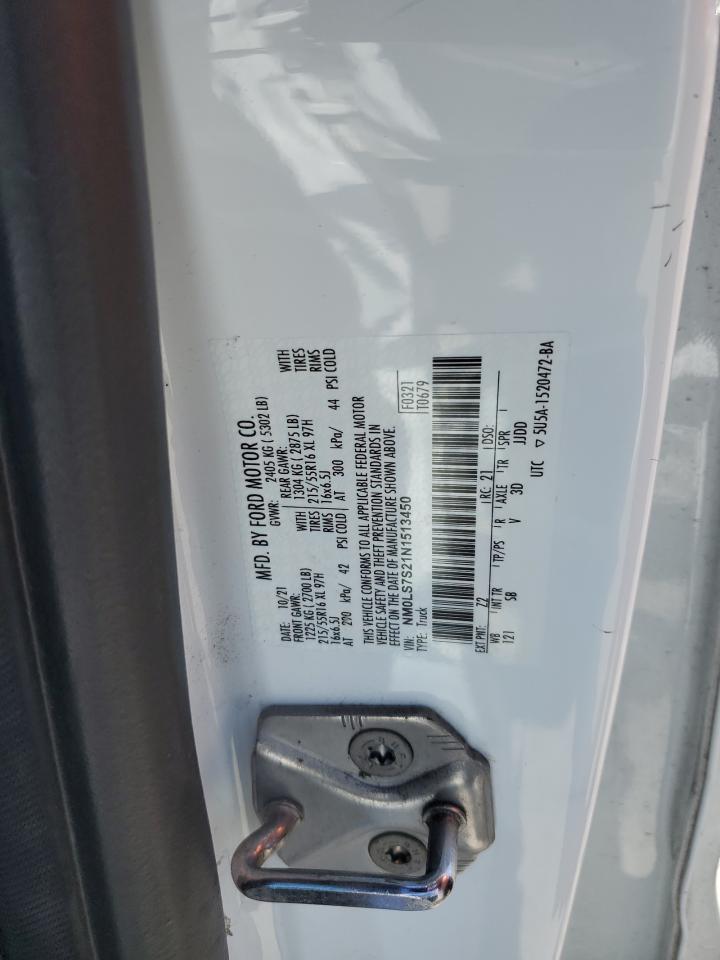 MFD. BY FORD MOTOR CO.
DATE: 10/21 GVWR: 2405 KG ( 5302 LB)
FRONT GAWR: WITH REAR GAWR: WITH
1225 KG ( 2700 LB) TIRES 1304 KG ( 2875 LB) TIRES
215/55R16 XL 97H RIMS 215/55R16 XL 97H RIMS
16x6.5J 16x6.5J
AT 290 kPa/ 42 PSI COLD AT 300 kPa/ 44 PSI COLD
THIS VEHICLE CONFORMS TO ALL APPLICABLE FEDERAL MOTOR
VEHICLE SAFETY AND THEFT PREVENTION STANDARDS IN
EFFECT ON THE DATE OF MANUFACTURE SHOWN ABOVE.
VIN: NM0LS7S21N1513450 F0321
TYPE: Truck T0679
EXT PNT: Z2 RC: 21 DSO:
WB INT TR TP/PS R AXLE TR SPR
121 SB V 3D JJDD
UTC ▽ 5U5A-1520472-BA